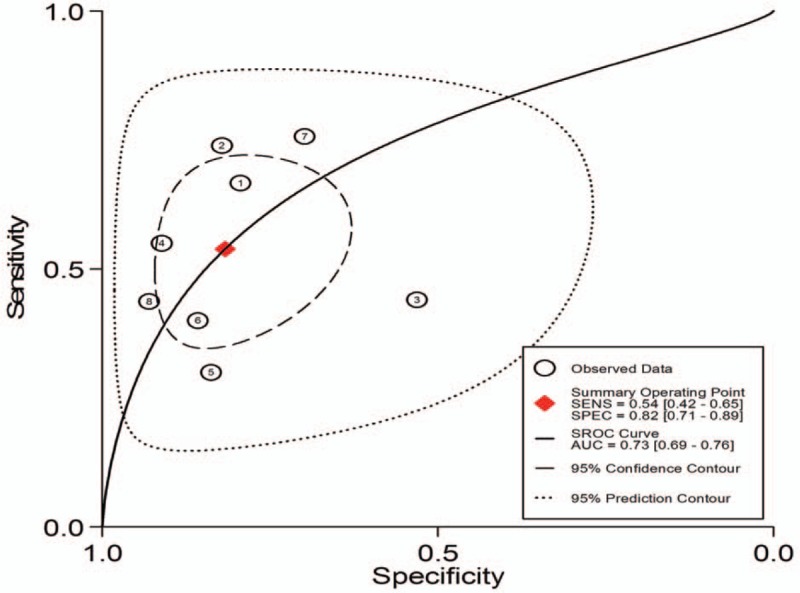 1.0
Sensitivity
0.5
0.0
2
7
1
4
8
6
3
5
Observed Data
Summary Operating Point
SENS = 0.54 [0.42 - 0.65]
SPEC = 0.82 [0.71 - 0.89]
SROC Curve
AUC = 0.73 [0.69 - 0.76]
95% Confidence Contour
95% Prediction Contour
1.0
0.5
0.0
Specificity